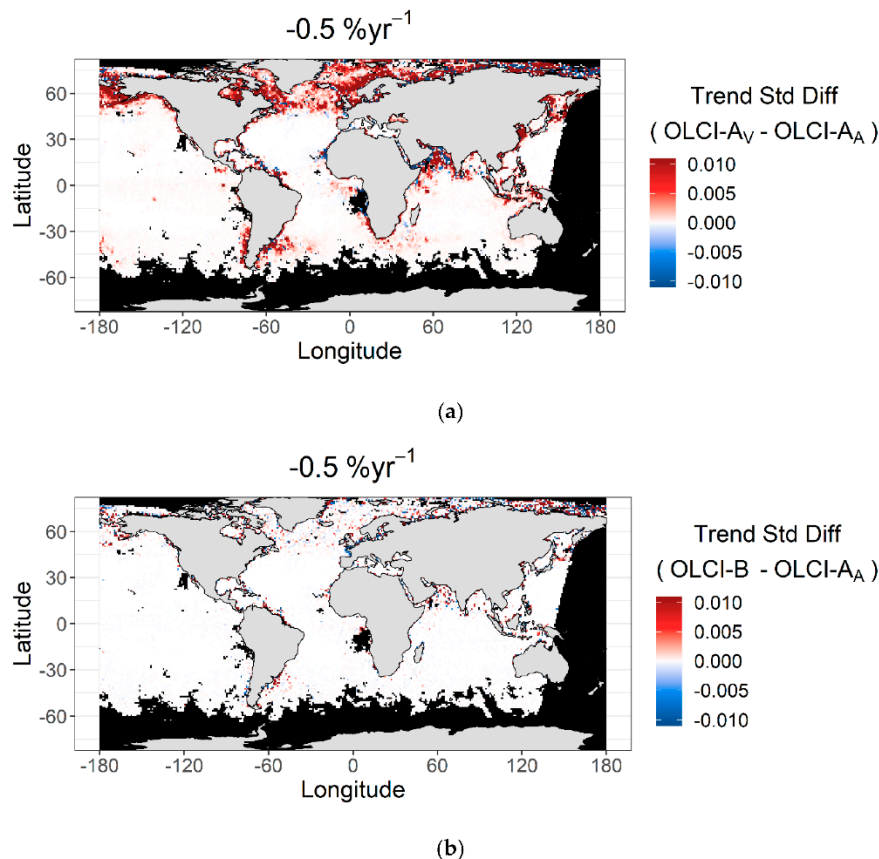 -0.5 %yr⁻¹
Latitude
60
30
0
-30
-60
-180
-120
-60
0
60
120
180
Longitude
Trend Std Diff
( OLCI-Aᵥ - OLCI-A_A )
0.010
0.005
0.000
-0.005
-0.010
(a)
-0.5 %yr⁻¹
Latitude
60
30
0
-30
-60
-180
-120
-60
0
60
120
180
Longitude
Trend Std Diff
( OLCI-B - OLCI-A_A )
0.010
0.005
0.000
-0.005
-0.010
(b)